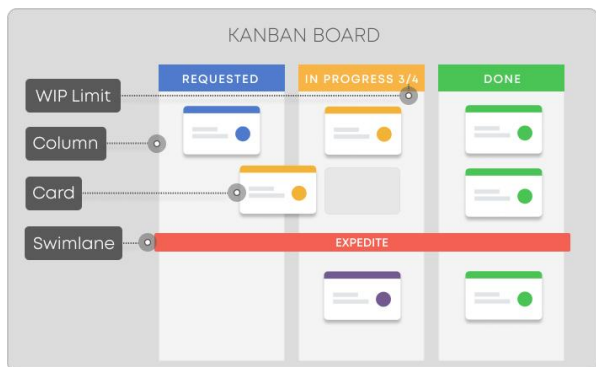 KANBAN BOARD
REQUESTED
IN PROGRESS 3/4
DONE
WIP Limit
Column
Card
Swimlane
EXPEDITE